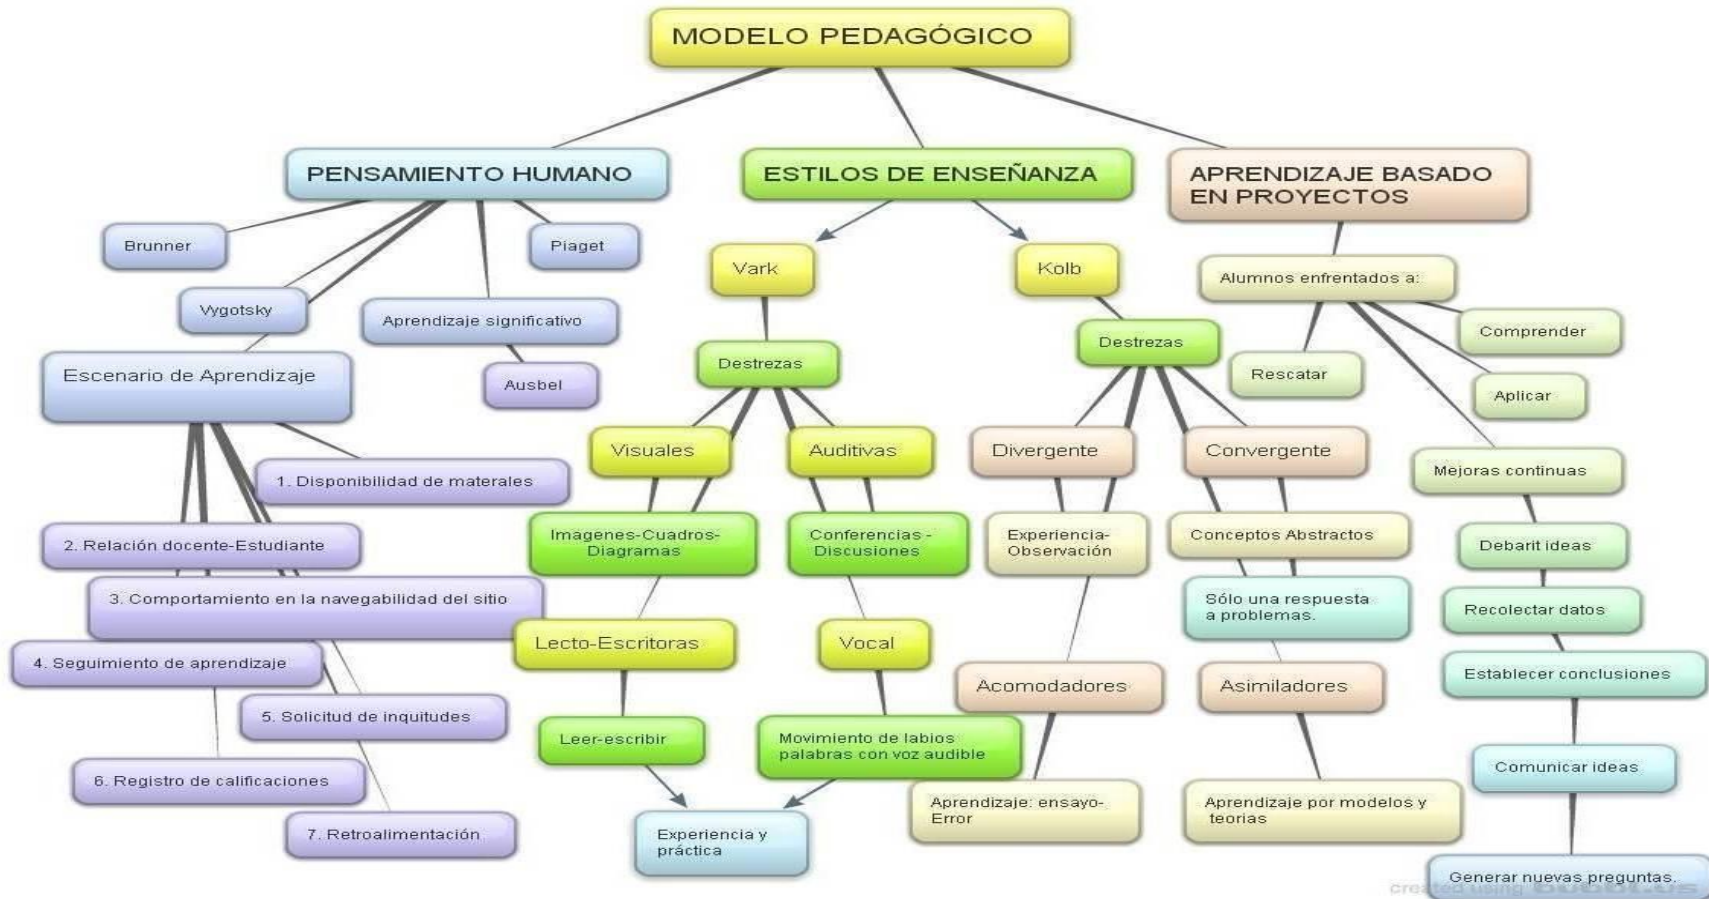 MODELO PEDAGÓGICO
PENSAMIENTO HUMANO
ESTILOS DE ENSEÑANZA
APRENDIZAJE BASADO
EN PROYECTOS
Brunner
Piaget
Vygotsky
Aprendizaje significativo
Ausbel
Escenario de Aprendizaje
1. Disponibilidad de materales
2. Relación docente-Estudiante
3. Comportamiento en la navegabilidad del sitio
4. Seguimiento de aprendizaje
5. Solicitud de inquitudes
6. Registro de calificaciones
7. Retroalimentación
Vark
Destrezas
Visuales
Auditivas
Imagenes-Cuadros-
Diagramas
Conferencias -
Discusiones
Lecto-Escritoras
Vocal
Leer-escribir
Movimiento de labios
palabras con voz audible
Experiencia y
práctica
Kolb
Destrezas
Divergente
Convergente
Experiencia-
Observación
Conceptos Abstractos
Sólo una respuesta
a problemas.
Acomodadores
Asimiladores
Aprendizaje: ensayo-
Error
Aprendizaje por modelos y
teorias
Alumnos enfrentados a:
Comprender
Rescatar
Aplicar
Mejoras continuas
Debarit ideas
Recolectar datos
Establecer conclusiones
Comunicar ideas
Generar nuevas preguntas.
created using bubbl.us